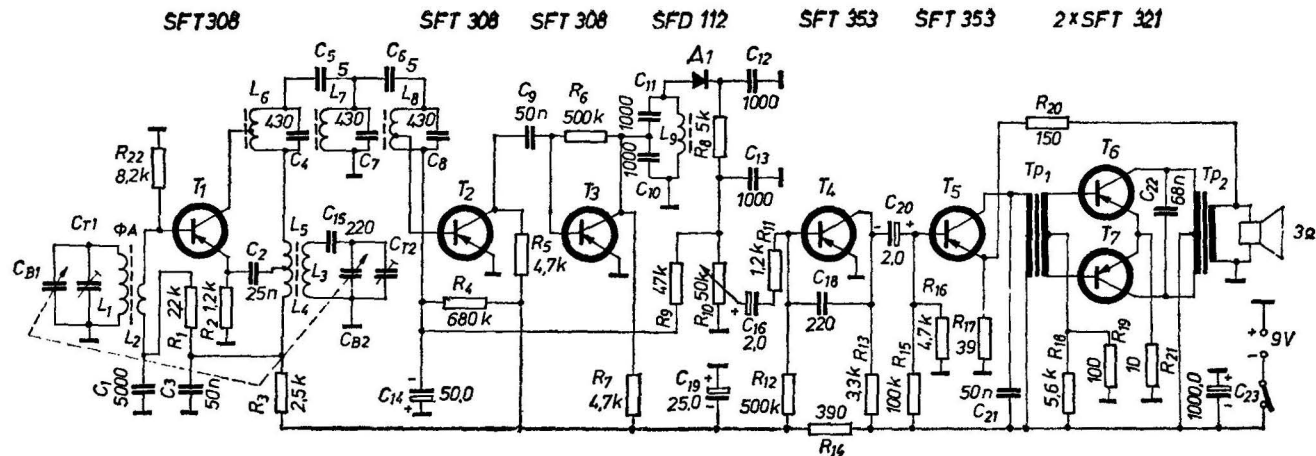 SFT 308 SFT 308 SFT 308 SFD 112 SFT 353 SFT 353 2 x SFT 321
C5 5 C6 5
L6 430 C4
L7 430 C7
L8 430 C8
R22 8,2k
T1
CT1
CB1
ФА
L1
L2
R1 22k
R2 1,2k
C2 25n
C1 5000
C3 50n
R3 2,5k
L5
L3
L4
C15 220
CT2
CB2
T2
R4 680k
R5 4,7k
C14 50,0
+
C9 50n
R6 500k
T3
R7 4,7k
C11 1000
1000 C10
L9
Д1
C12 1000
R8 5k
C13 1000
R9 47k
R10 50k
C19 25,0
+
-
+
C16 2,0
R11 1,2k
T4
C18 220
R12 500k
390 R14
R13 3,3k
C20
- +
2,0
R15 100k
R16 4,7k
T5
R17 39
50n C21
R20 150
Tp1
T6
T7
C22 68n
Tp2
3Ω
R18 5,6k
R19 100
R21 10
1000,0 C23
+
-
+ 9V
-